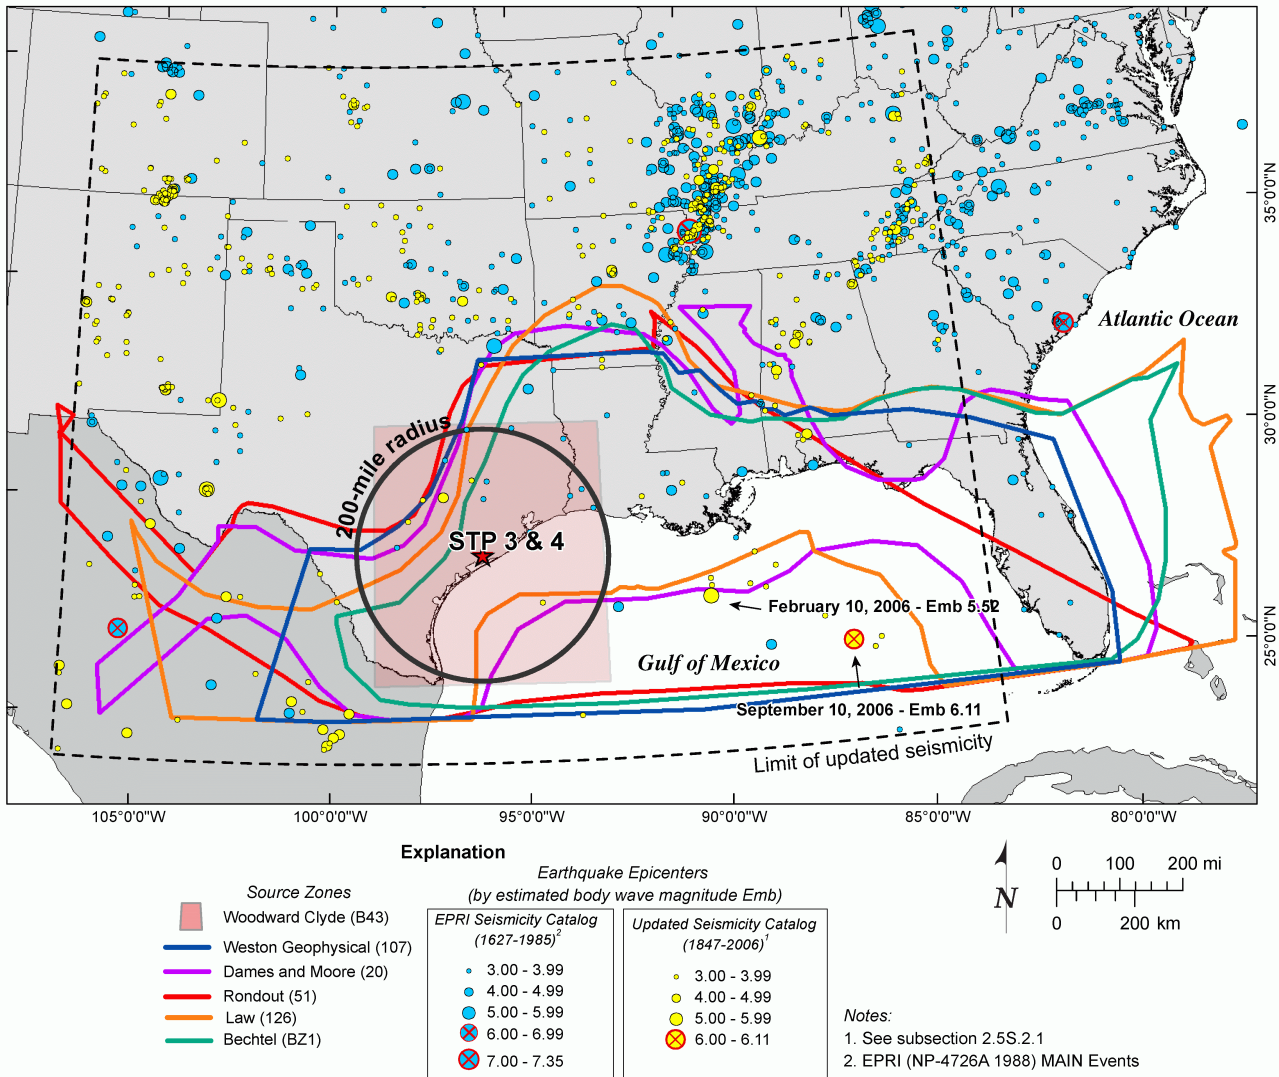 Atlantic Ocean
200-mile radius
STP 3 & 4
February 10, 2006 - Emb 5.52
Gulf of Mexico
September 10, 2006 - Emb 6.11
Limit of updated seismicity
35°0'0"N
30°0'0"N
25°0'0"N
105°0'0"W
100°0'0"W
95°0'0"W
90°0'0"W
85°0'0"W
80°0'0"W
Explanation
Source Zones
Woodward Clyde (B43)
Weston Geophysical (107)
Dames and Moore (20)
Rondout (51)
Law (126)
Bechtel (BZ1)
Earthquake Epicenters
(by estimated body wave magnitude Emb)
EPRI Seismicity Catalog
(1627-1985)2
3.00 - 3.99
4.00 - 4.99
5.00 - 5.99
6.00 - 6.99
7.00 - 7.35
Updated Seismicity Catalog
(1847-2006)1
3.00 - 3.99
4.00 - 4.99
5.00 - 5.99
6.00 - 6.11
N
0 100 200 mi
0 200 km
Notes:
1. See subsection 2.5S.2.1
2. EPRI (NP-4726A 1988) MAIN Events